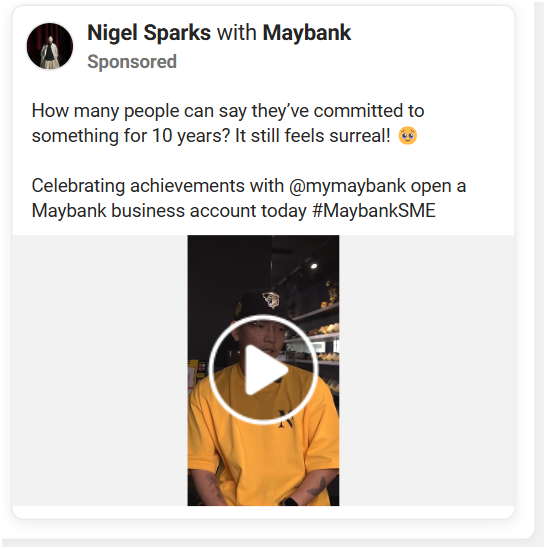 Nigel Sparks with Maybank
Sponsored
How many people can say they’ve committed to
something for 10 years? It still feels surreal! 🥹
Celebrating achievements with @mymaybank open a
Maybank business account today #MaybankSME
N